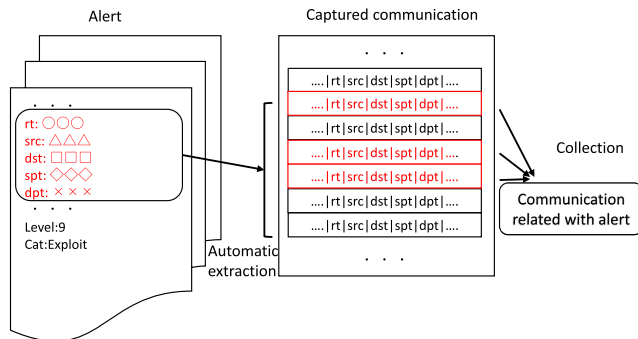 Alert
. . .
rt: ○○○
src: △△△
dst: □□□
spt: ◇◇◇
dpt: × × ×
. . .
Level:9
Cat:Exploit
Automatic
extraction
Captured communication
. . .
....|rt|src|dst|spt|dpt|....
....|rt|src|dst|spt|dpt|....
....|rt|src|dst|spt|dpt|....
....|rt|src|dst|spt|dpt|....
....|rt|src|dst|spt|dpt|....
....|rt|src|dst|spt|dpt|....
....|rt|src|dst|spt|dpt|....
. . .
Collection
Communication
related with alert